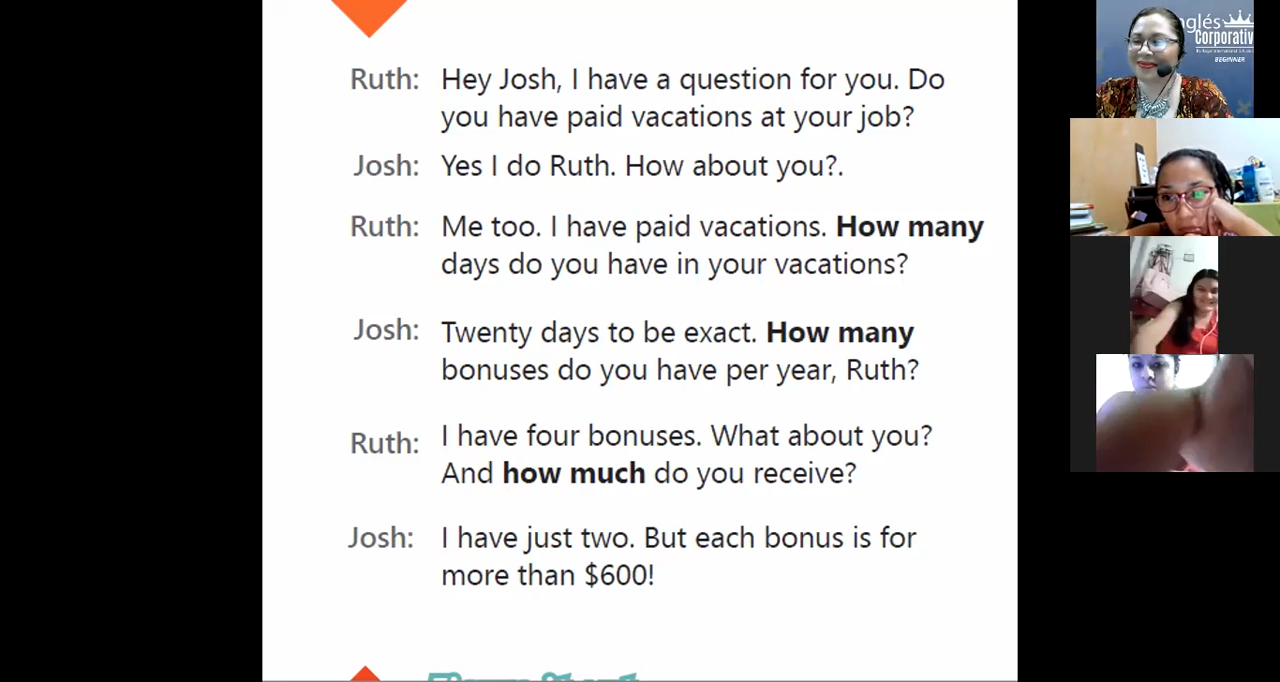 Ruth: Hey Josh, I have a question for you. Do
you have paid vacations at your job?
Josh: Yes I do Ruth. How about you?.
Ruth: Me too. I have paid vacations. How many
days do you have in your vacations?
Josh: Twenty days to be exact. How many
bonuses do you have per year, Ruth?
Ruth: I have four bonuses. What about you?
And how much do you receive?
Josh: I have just two. But each bonus is for
more than $600!
BEGINNER